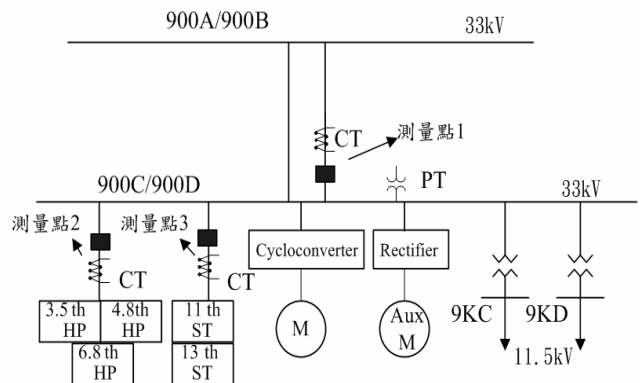 900A/900B
33kV
CT
測量點1
900C/900D
PT
33kV
測量點2
測量點3
CT
CT
Cycloconverter
Rectifier
3.5 th
HP
4.8th
HP
11 th
ST
M
Aux
M
9KC
9KD
6.8 th
HP
13 th
ST
11.5kV